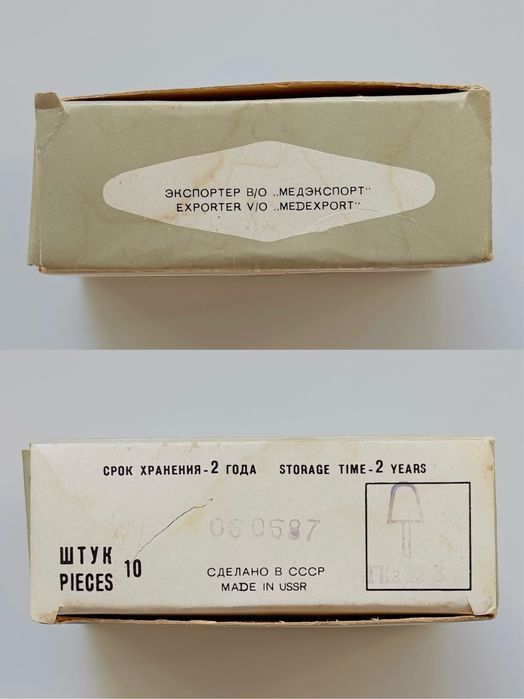 ЭКСПОРТЕР В/О „МЕДЭКСПОРТ"
EXPORTER V/O „MEDEXPORT"
СРОК ХРАНЕНИЯ-2 ГОДА STORAGE TIME-2 YEARS
060687
ШТУК
PIECES 10
СДЕЛАНО В СССР
MADE IN USSR